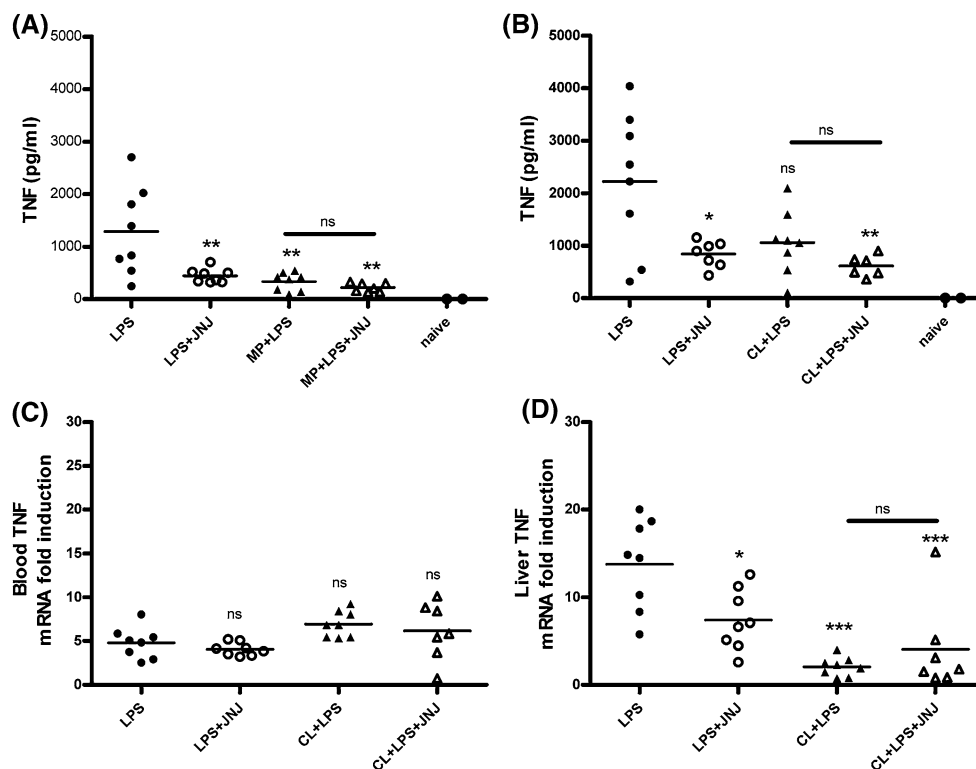 (A)
5000
4000
3000
2000
1000
0
TNF (pg/ml)
**
**
ns
**
LPS
LPS+JNJ
MP+LPS
MP+LPS+JNJ
naive
(B)
5000
4000
3000
2000
1000
0
TNF (pg/ml)
ns
ns
*
**
LPS
LPS+JNJ
CL+LPS
CL+LPS+JNJ
naive
(C)
30
25
20
15
10
5
0
Blood TNF
mRNA fold induction
ns
ns
ns
LPS
LPS+JNJ
CL+LPS
CL+LPS+JNJ
(D)
30
20
10
0
Liver TNF
mRNA fold induction
ns
*
***
***
LPS
LPS+JNJ
CL+LPS
CL+LPS+JNJ